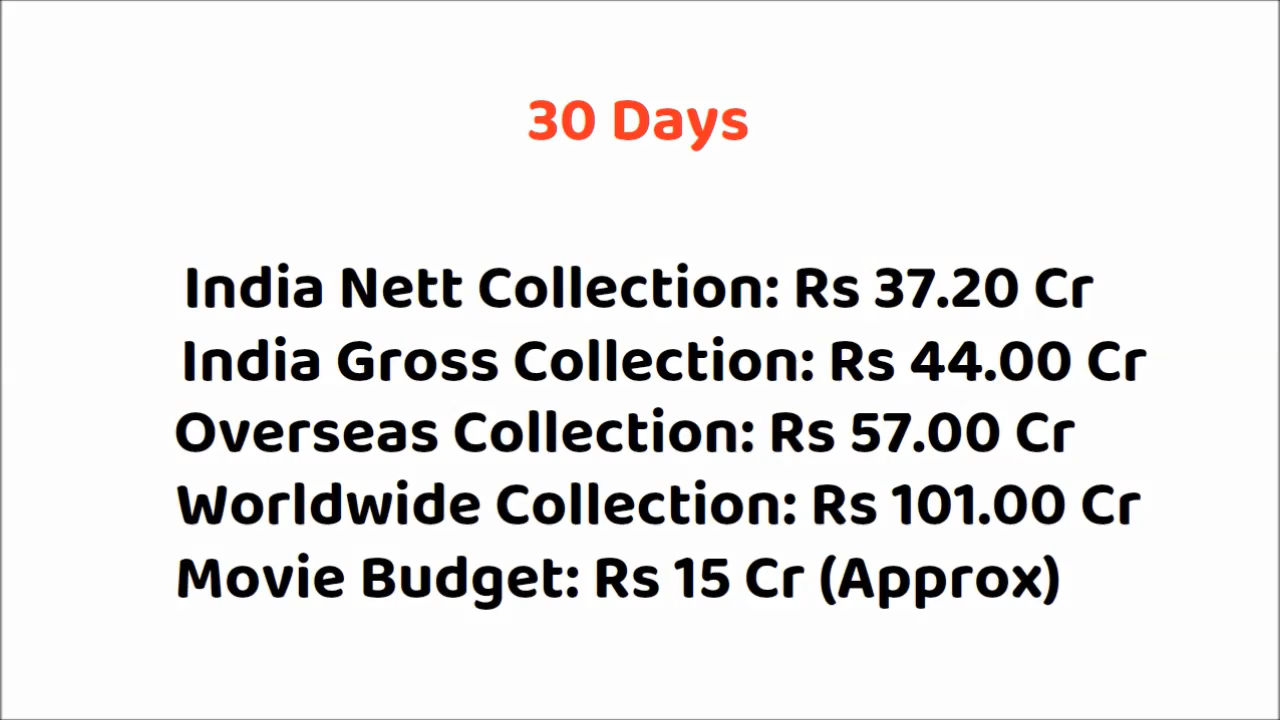 30 Days
India Nett Collection: Rs 37.20 Cr
India Gross Collection: Rs 44.00 Cr
Overseas Collection: Rs 57.00 Cr
Worldwide Collection: Rs 101.00 Cr
Movie Budget: Rs 15 Cr (Approx)